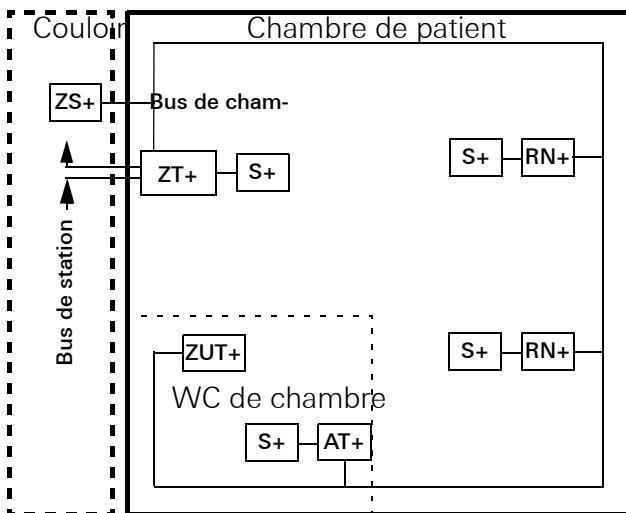 Couloir
Chambre de patient
ZS+
Bus de cham-
ZT+
S+
S+
RN+
Bus de station
ZUT+
S+
RN+
WC de chambre
S+
AT+